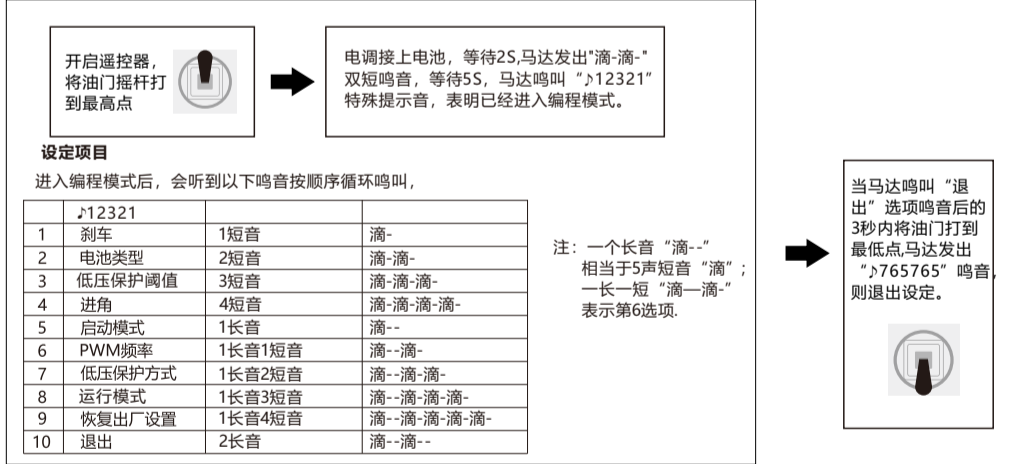 开启遥控器，
将油门摇杆打
到最高点
电调接上电池，等待2S,马达发出"滴-滴-"
双短鸣音，等待5S，马达鸣叫“♪12321”
特殊提示音，表明已经进入编程模式。
设定项目
进入编程模式后，会听到以下鸣音按顺序循环鸣叫，
♪12321
1 刹车 1短音 滴-
2 电池类型 2短音 滴-滴-
3 低压保护阈值 3短音 滴-滴-滴-
4 进角 4短音 滴-滴-滴-滴-
5 启动模式 1长音 滴--
6 PWM频率 1长音1短音 滴--滴-
7 低压保护方式 1长音2短音 滴--滴-滴-
8 运行模式 1长音3短音 滴--滴-滴-滴-
9 恢复出厂设置 1长音4短音 滴--滴-滴-滴-滴-
10 退出 2长音 滴--滴--
注：一个长音“滴--”
相当于5声短音“滴”；
一长一短“滴—滴-”
表示第6选项.
当马达鸣叫“退
出”选项鸣音后的
3秒内将油门打到
最低点,马达发出
“♪765765”鸣音，
则退出设定。